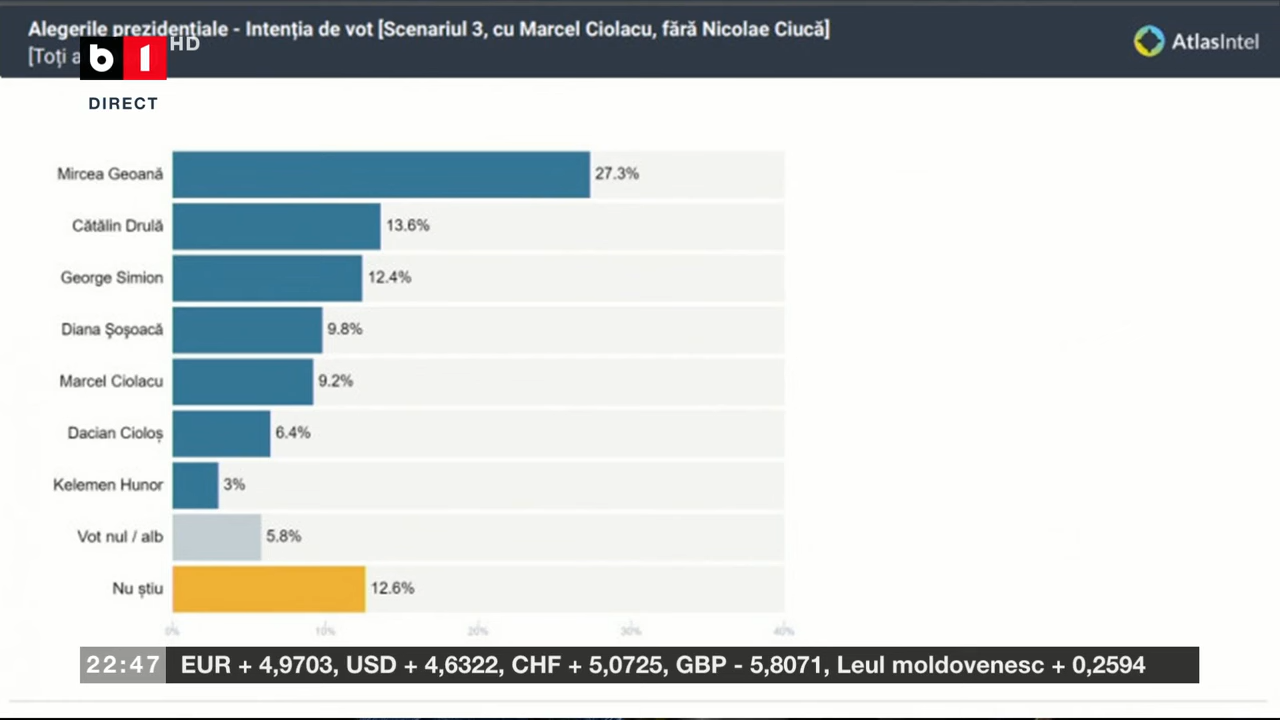 Alegerile prezidențiale - Intenția de vot [Scenariul 3, cu Marcel Ciolacu, fără Nicolae Ciucă]
[Toți
b1 HD
AtlasIntel
DIRECT
Mircea Geoană 27.3%
Cătălin Drulă 13.6%
George Simion 12.4%
Diana Șoșoacă 9.8%
Marcel Ciolacu 9.2%
Dacian Cioloș 6.4%
Kelemen Hunor 3%
Vot nul / alb 5.8%
Nu știu 12.6%
0% 10% 20% 30% 40%
22:47 EUR + 4,9703, USD + 4,6322, CHF + 5,0725, GBP - 5,8071, Leul moldovenesc + 0,2594